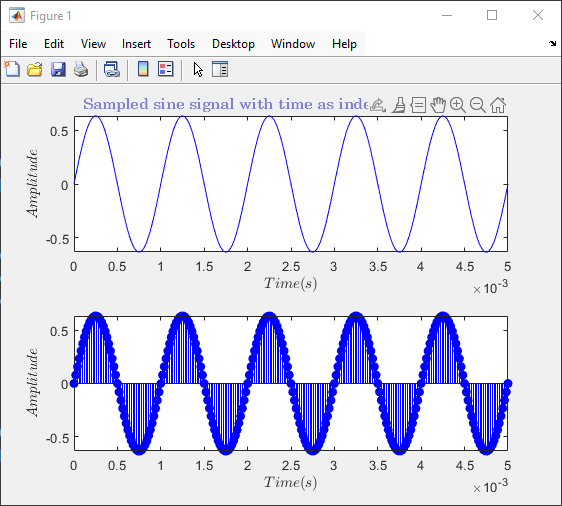 Figure 1
File Edit View Insert Tools Desktop Window Help
Sampled sine signal with time as inde
Amplitude
0.5
0
-0.5
0 0.5 1 1.5 2 2.5 3 3.5 4 4.5 5
Time(s)
×10-3
Amplitude
0.5
0
-0.5
0 0.5 1 1.5 2 2.5 3 3.5 4 4.5 5
Time(s)
×10-3